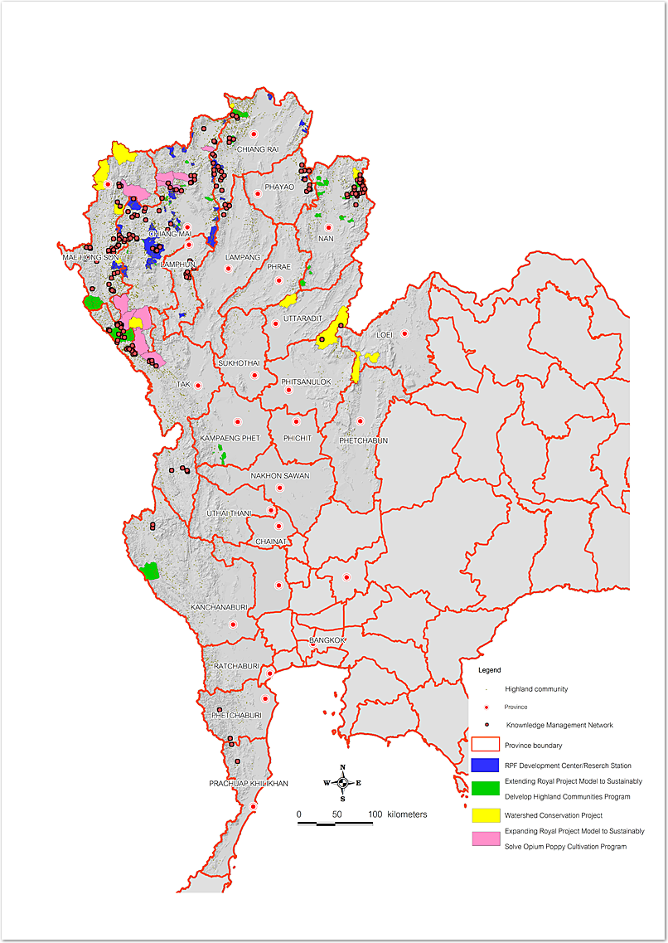 CHIANG RAI
PHAYAO
NAN
CHIANG MAI
MAE HONG SON
LAMPHUN
LAMPANG
PHRAE
UTTARADIT
LOEI
SUKHOTHAI
TAK
PHITSANULOK
KAMPAENG PHET
PHICHIT
PHETCHABUN
NAKHON SAWAN
UTHAI THANI
CHAINAT
KANCHANABURI
BANGKOK
RATCHABURI
PHETCHABURI
PRACHUAP KHILIKHAN
N
W E
S
0 50 100 kilometers
Legend
Highland community
Province
Knownledge Management Network
Province boundary
RPF Development Center/Reserch Station
Extending Royal Project Model to Sustainably
Delvelop Highland Communities Program
Watershed Conservation Project
Expanding Royal Project Model to Sustainably
Solve Opium Poppy Cultivation Program